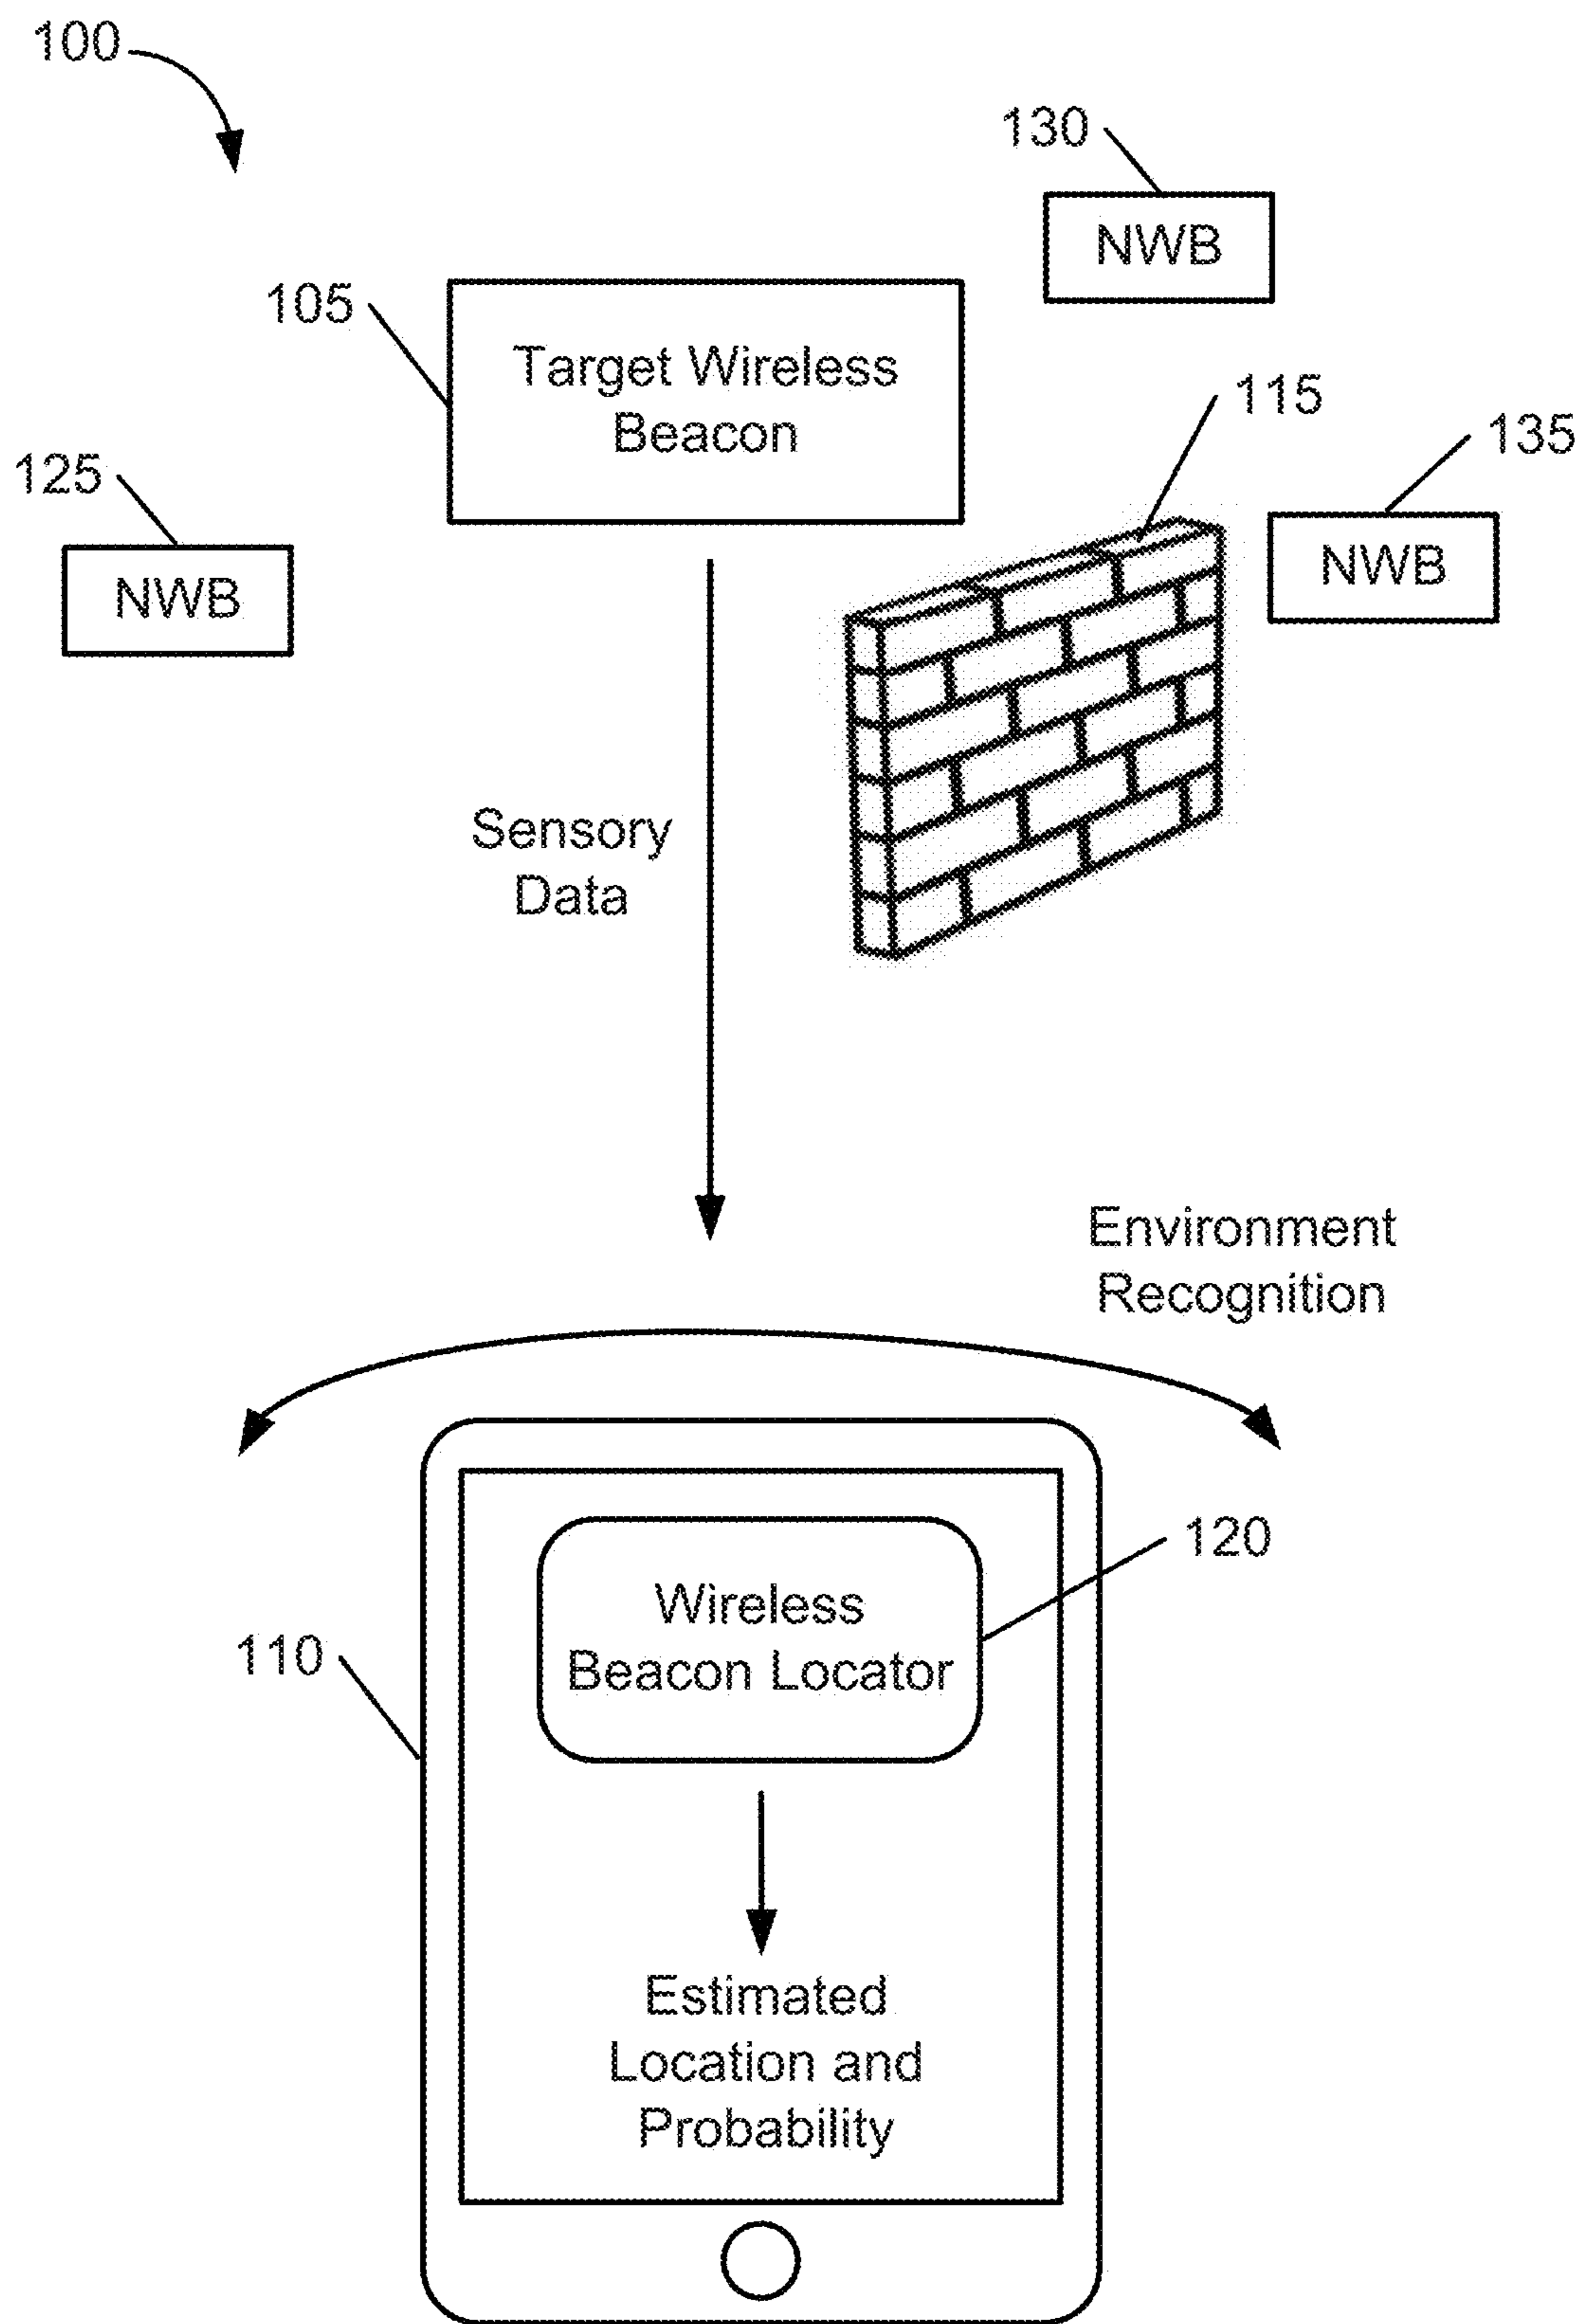 100
130
NWB
105
Target Wireless
Beacon
115
135
125
NWB
NWB
Sensory
Data
Environment
Recognition
120
Wireless
Beacon Locator
110
Estimated
Location and
Probability